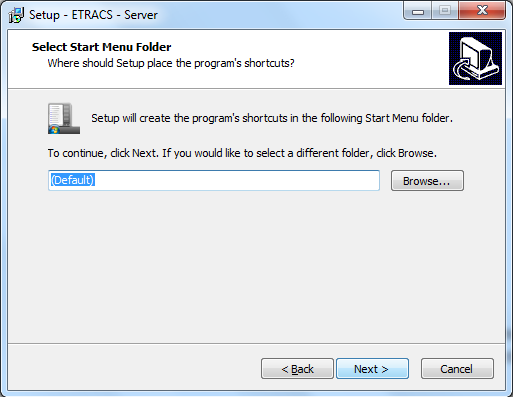 Setup - ETRACS - Server
Select Start Menu Folder
Where should Setup place the program's shortcuts?
Setup will create the program's shortcuts in the following Start Menu folder.
To continue, click Next. If you would like to select a different folder, click Browse.
(Default)
Browse...
< Back
Next >
Cancel